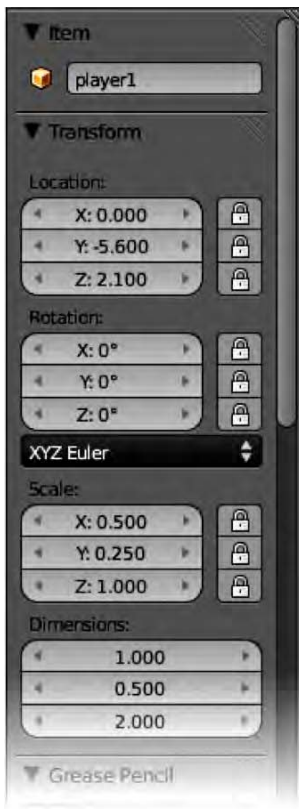 Item
player1
Transform
Location:
X: 0.000
Y: -5.600
Z: 2.100
Rotation:
X: 0°
Y: 0°
Z: 0°
XYZ Euler
Scale:
X: 0.500
Y: 0.250
Z: 1.000
Dimensions:
1.000
0.500
2.000
Grease Pencil